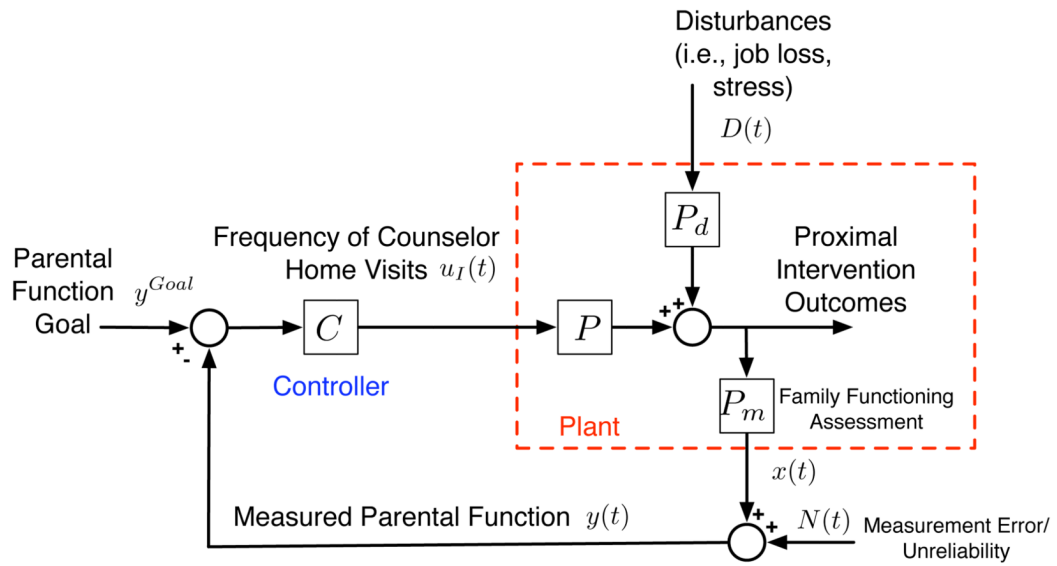 Disturbances
(i.e., job loss,
stress)
D(t)
P_d
Frequency of Counselor
Home Visits u_I(t)
Parental
Function
Goal
y^{Goal}
+
-
C
Controller
P
+
+
Proximal
Intervention
Outcomes
P_m
Family Functioning
Assessment
Plant
x(t)
Measured Parental Function y(t)
+
+
N(t)
Measurement Error/
Unreliability